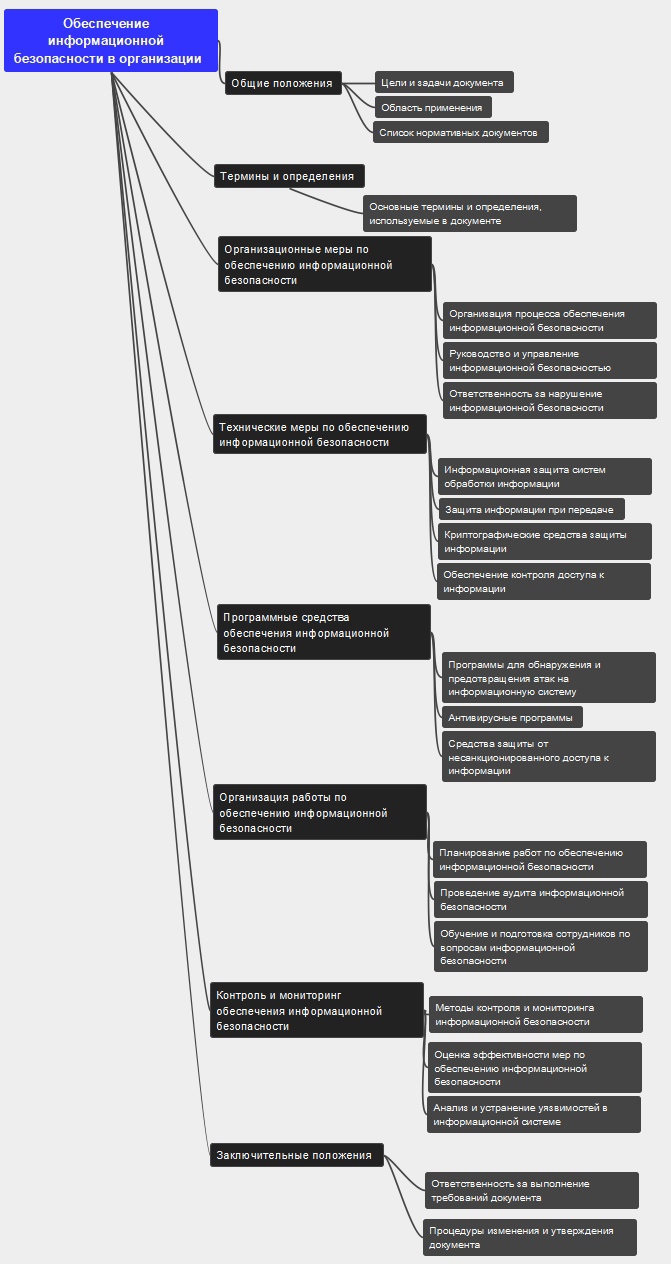 Обеспечение
информационной
безопасности в организации
Общие положения
Цели и задачи документа
Область применения
Список нормативных документов
Термины и определения
Основные термины и определения,
используемые в документе
Организационные меры по
обеспечению информационной
безопасности
Организация процесса обеспечения
информационной безопасности
Руководство и управление
информационной безопасностью
Ответственность за нарушение
информационной безопасности
Технические меры по обеспечению
информационной безопасности
Информационная защита систем
обработки информации
Защита информации при передаче
Криптографические средства защиты
информации
Обеспечение контроля доступа к
информации
Программные средства
обеспечения информационной
безопасности
Программы для обнаружения и
предотвращения атак на
информационную систему
Антивирусные программы
Средства защиты от
несанкционированного доступа к
информации
Организация работы по
обеспечению информационной
безопасности
Планирование работ по обеспечению
информационной безопасности
Проведение аудита информационной
безопасности
Обучение и подготовка сотрудников по
вопросам информационной
безопасности
Контроль и мониторинг
обеспечения информационной
безопасности
Методы контроля и мониторинга
информационной безопасности
Оценка эффективности мер по
обеспечению информационной
безопасности
Анализ и устранение уязвимостей в
информационной системе
Заключительные положения
Ответственность за выполнение
требований документа
Процедуры изменения и утверждения
документа